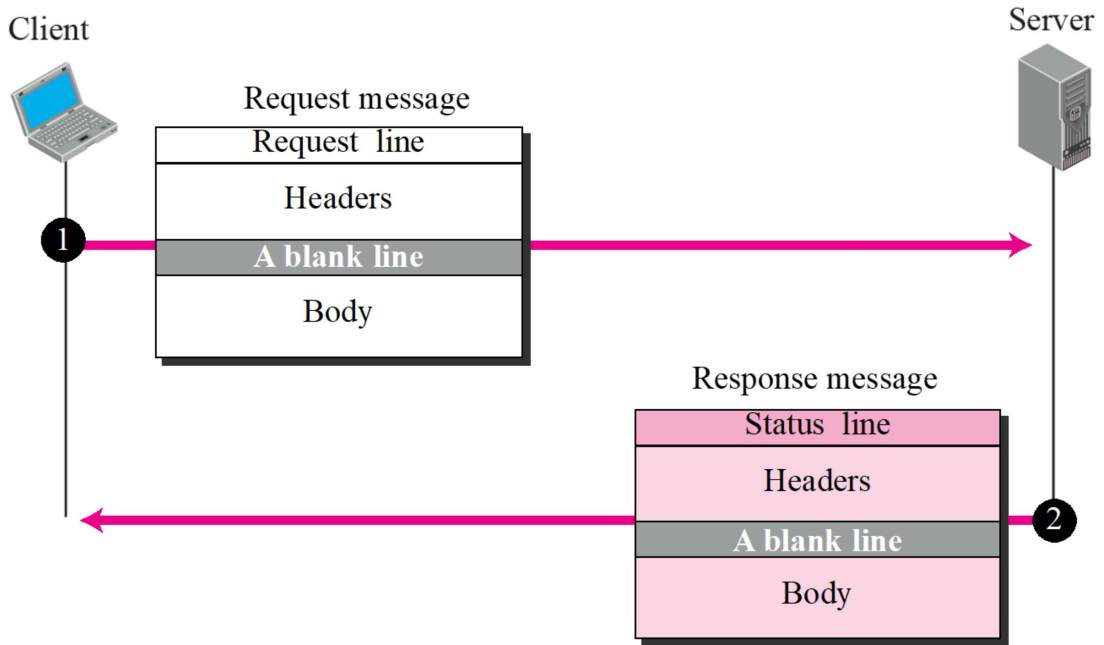 Client
Server
Request message
Request line
Headers
1
A blank line
Body
Response message
Status line
Headers
2
A blank line
Body